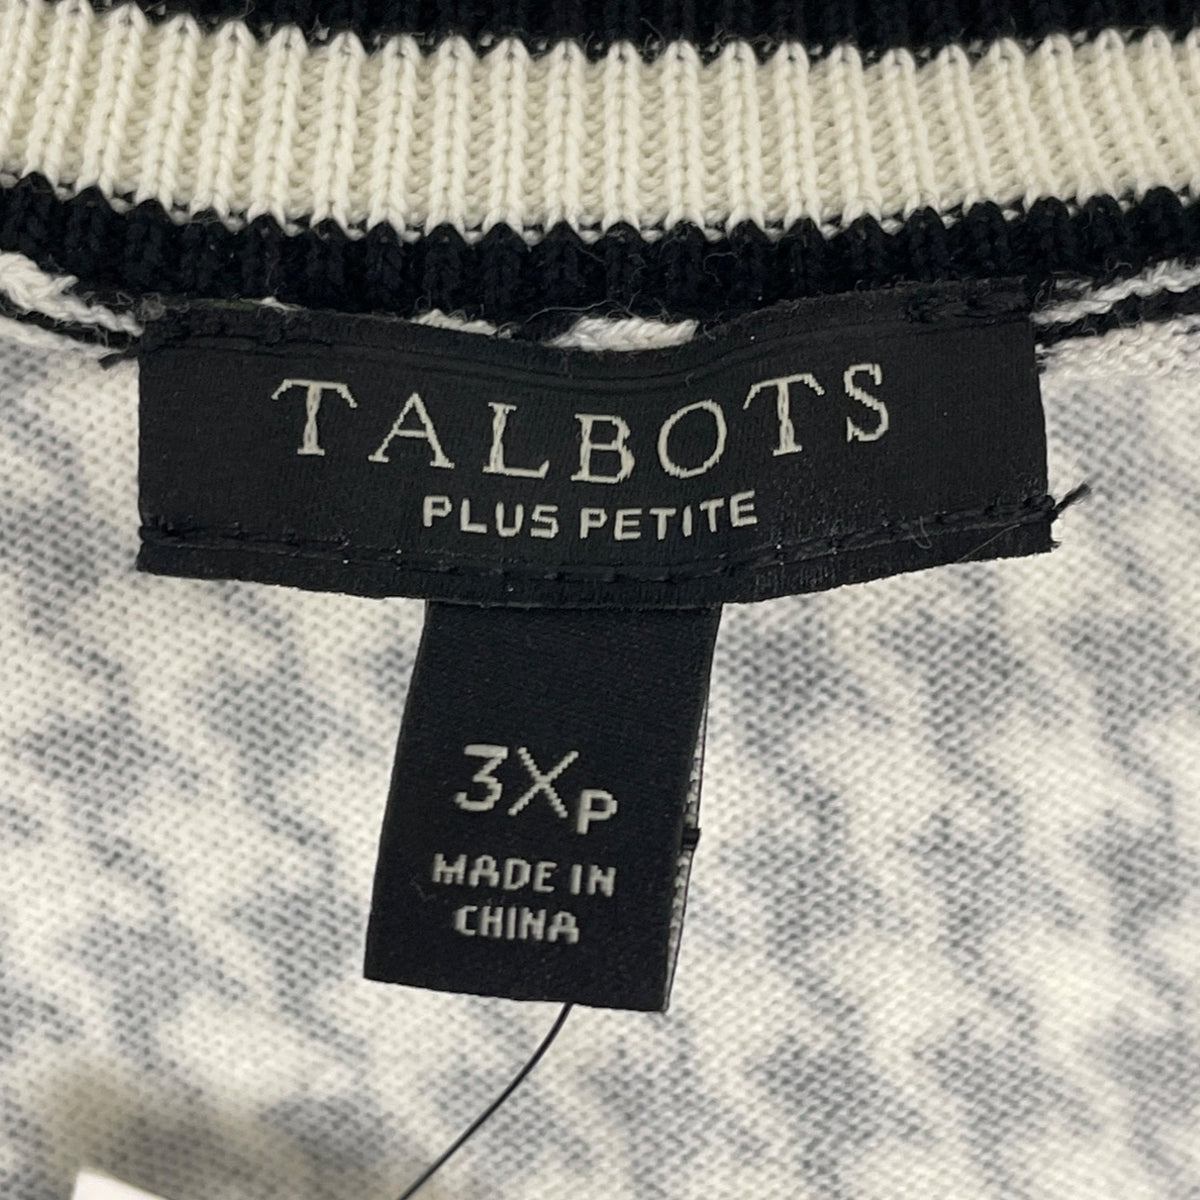 TALBOTS
PLUS PETITE
3XP
MADE IN
CHINA